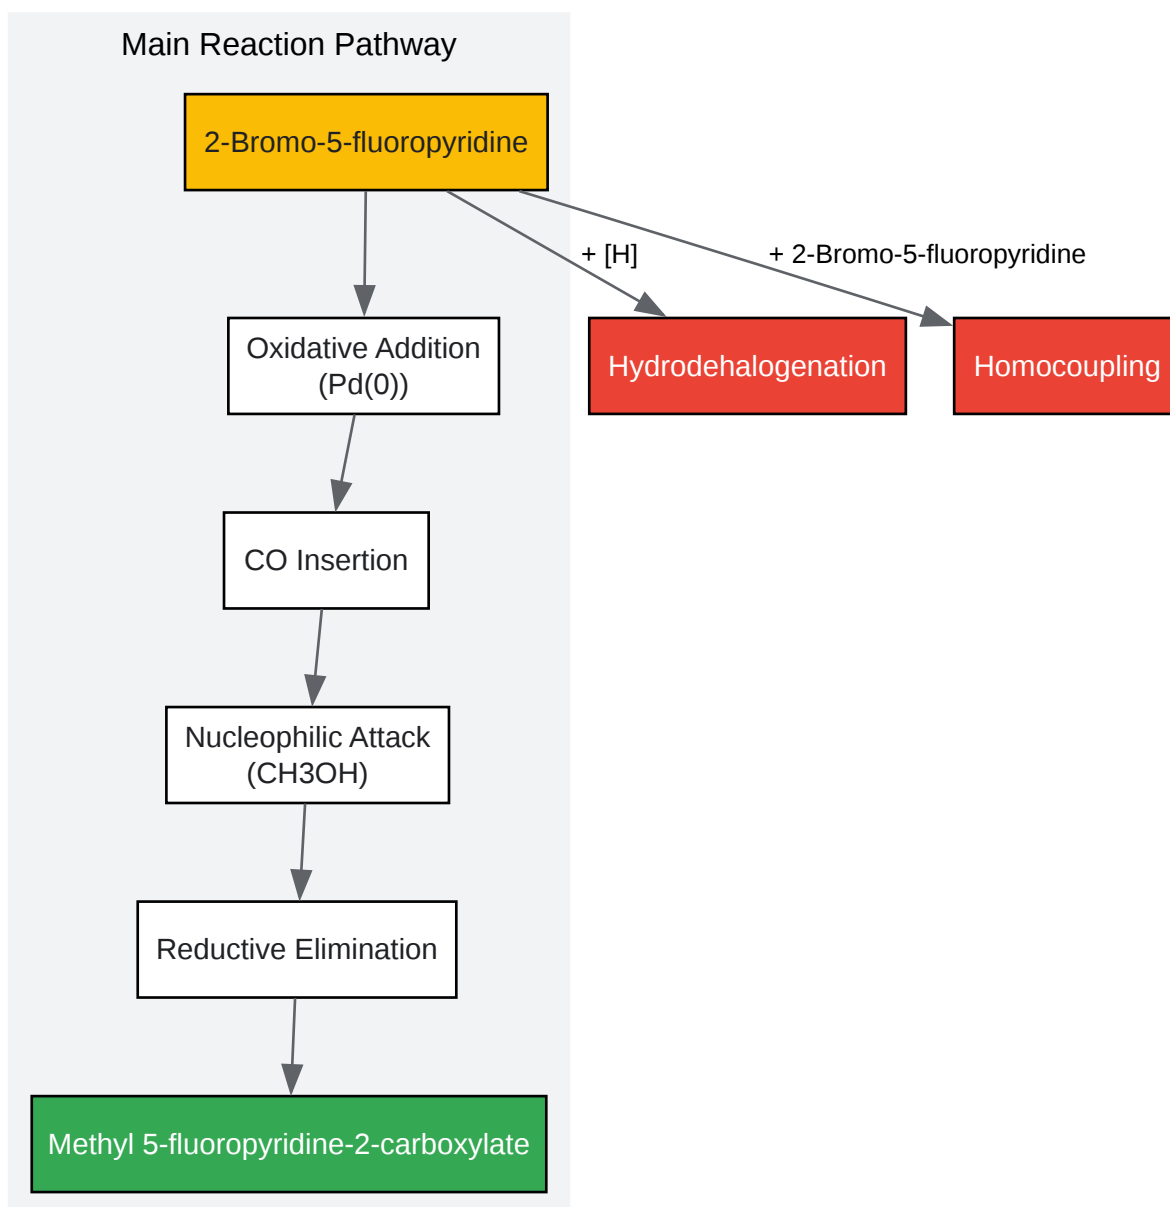 Main Reaction Pathway
2-Bromo-5-fluoropyridine
+ [H]
+ 2-Bromo-5-fluoropyridine
Oxidative Addition
(Pd(0))
Hydrodehalogenation
Homocoupling
CO Insertion
Nucleophilic Attack
(CH3OH)
Reductive Elimination
Methyl 5-fluoropyridine-2-carboxylate